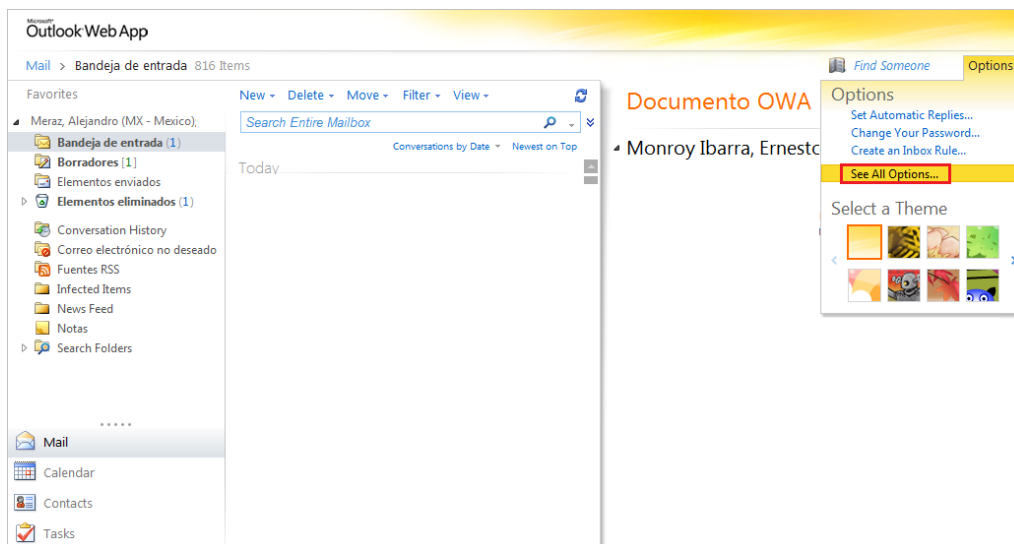 Microsoft
Outlook Web App
Mail > Bandeja de entrada 816 Items
Find Someone
Options
Favorites
Meraz, Alejandro (MX - Mexico);
Bandeja de entrada (1)
Borradores [1]
Elementos enviados
Elementos eliminados (1)
Conversation History
Correo electrónico no deseado
Fuentes RSS
Infected Items
News Feed
Notas
Search Folders
Mail
Calendar
Contacts
Tasks
New Delete Move Filter View
Search Entire Mailbox
Conversations by Date Newest on Top
Today
Documento OWA
Monroy Ibarra, Ernesto
Options
Set Automatic Replies...
Change Your Password...
Create an Inbox Rule...
See All Options...
Select a Theme